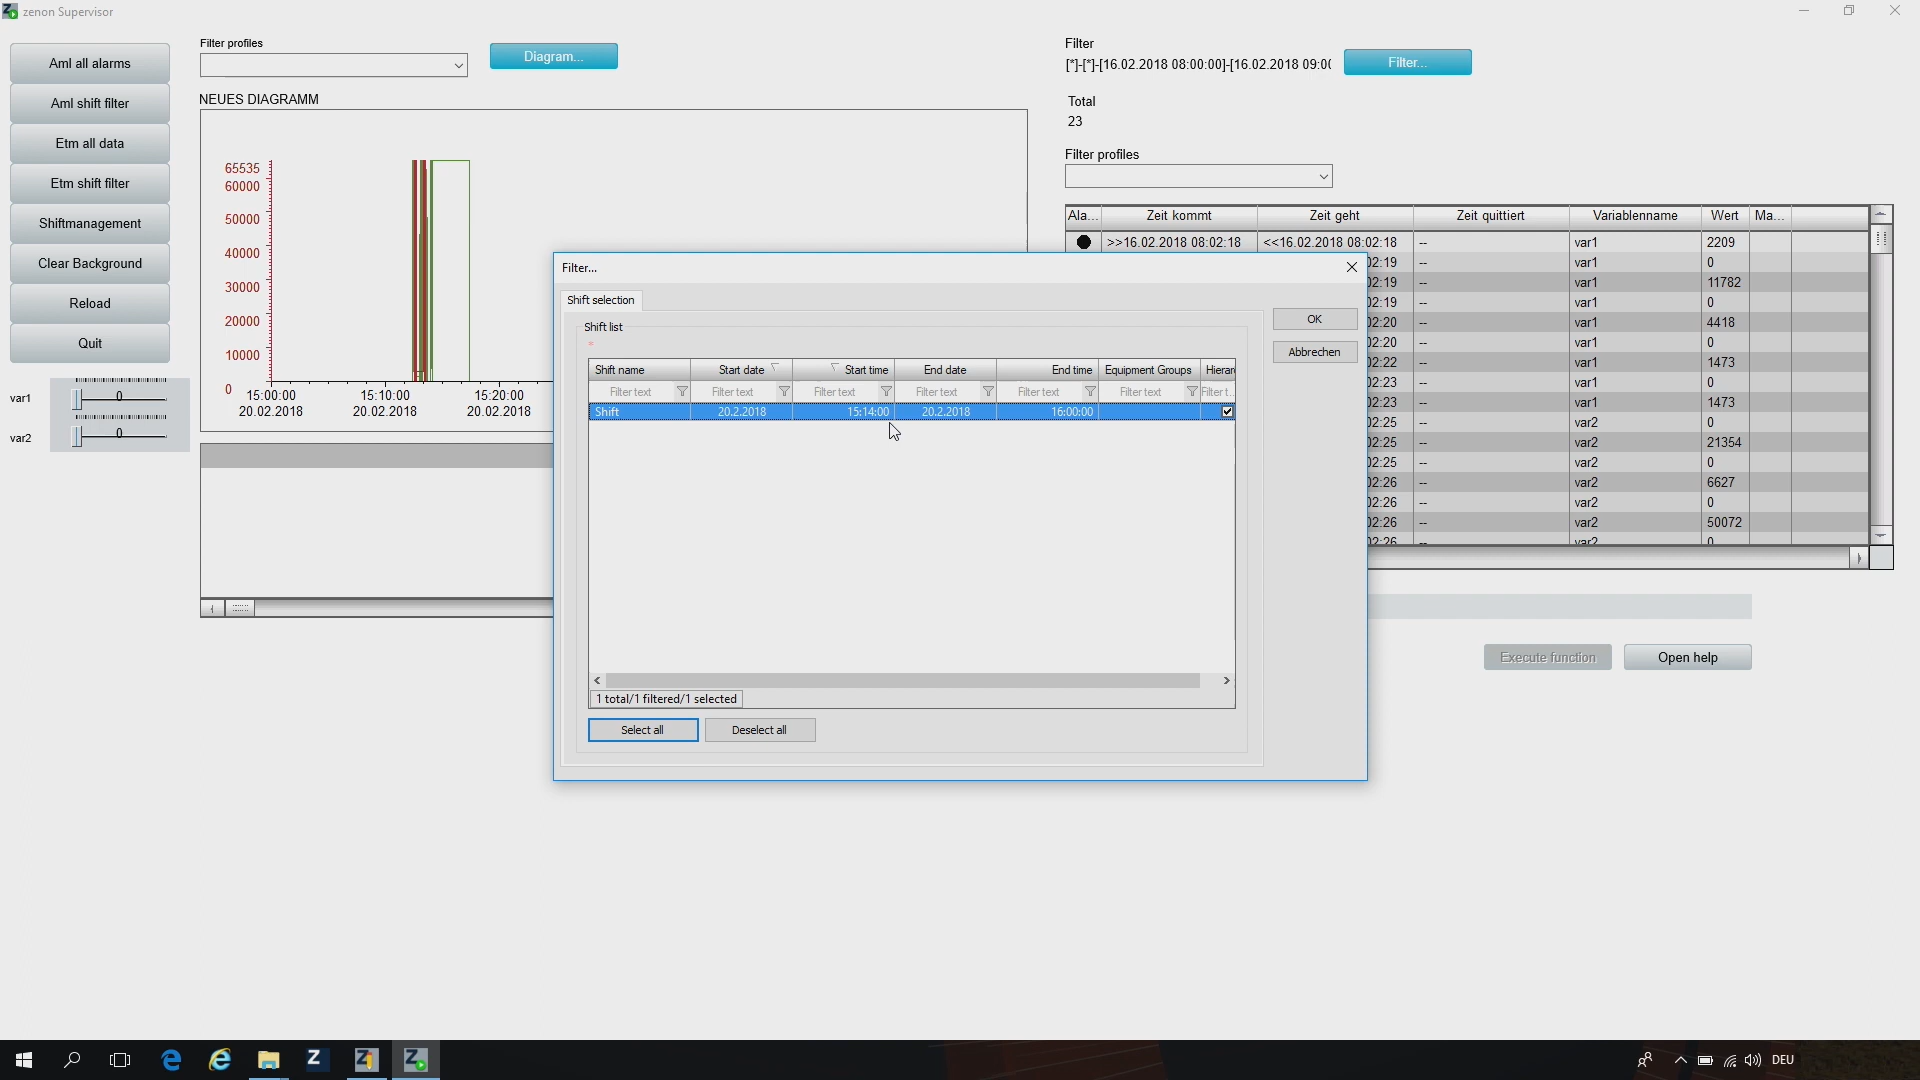 zenon Supervisor
Aml all alarms
Aml shift filter
Etm all data
Etm shift filter
Shiftmanagement
Clear Background
Reload
Quit
var1
0
var2
0
Filter profiles
Diagram...
NEUES DIAGRAMM
65535
60000
50000
40000
30000
20000
10000
0
15:00:00 15:10:00 15:20:00
20.02.2018 20.02.2018 20.02.2018
Filter
[*]-[*]-[16.02.2018 08:00:00]-[16.02.2018 09:00
Filter...
Total
23
Filter profiles
Ala... Zeit kommt Zeit geht Zeit quittiert Variablenname Wert Ma...
>>16.02.2018 08:02:18 <<16.02.2018 08:02:18 -- var1 2209
02:19 -- var1 0
02:19 -- var1 11782
02:19 -- var1 0
02:20 -- var1 4418
02:20 -- var1 0
02:22 -- var1 1473
02:23 -- var1 0
02:23 -- var1 1473
02:25 -- var2 0
02:25 -- var2 21354
02:25 -- var2 0
02:26 -- var2 6627
02:26 -- var2 0
02:26 -- var2 50072
02:26 -- var2 0
Execute function
Open help
Filter...
Shift selection
Shift list
*
Shift name Start date Start time End date End time Equipment Groups Hierar
Filter text Filter text Filter text Filter text Filter text Filter text Filter t...
Shift 20.2.2018 15:14:00 20.2.2018 16:00:00
1 total/1 filtered/1 selected
Select all
Deselect all
OK
Abbrechen
DEU